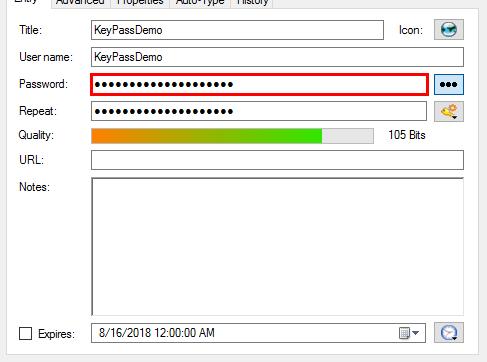 Entry Advanced Properties Auto-Type History
Title: KeyPassDemo Icon:
User name: KeyPassDemo
Password: ●●●●●●●●●●●●●●●●●●●● ●●●
Repeat: ●●●●●●●●●●●●●●●●●●●●
Quality: 105 Bits
URL:
Notes:
Expires: 8/16/2018 12:00:00 AM